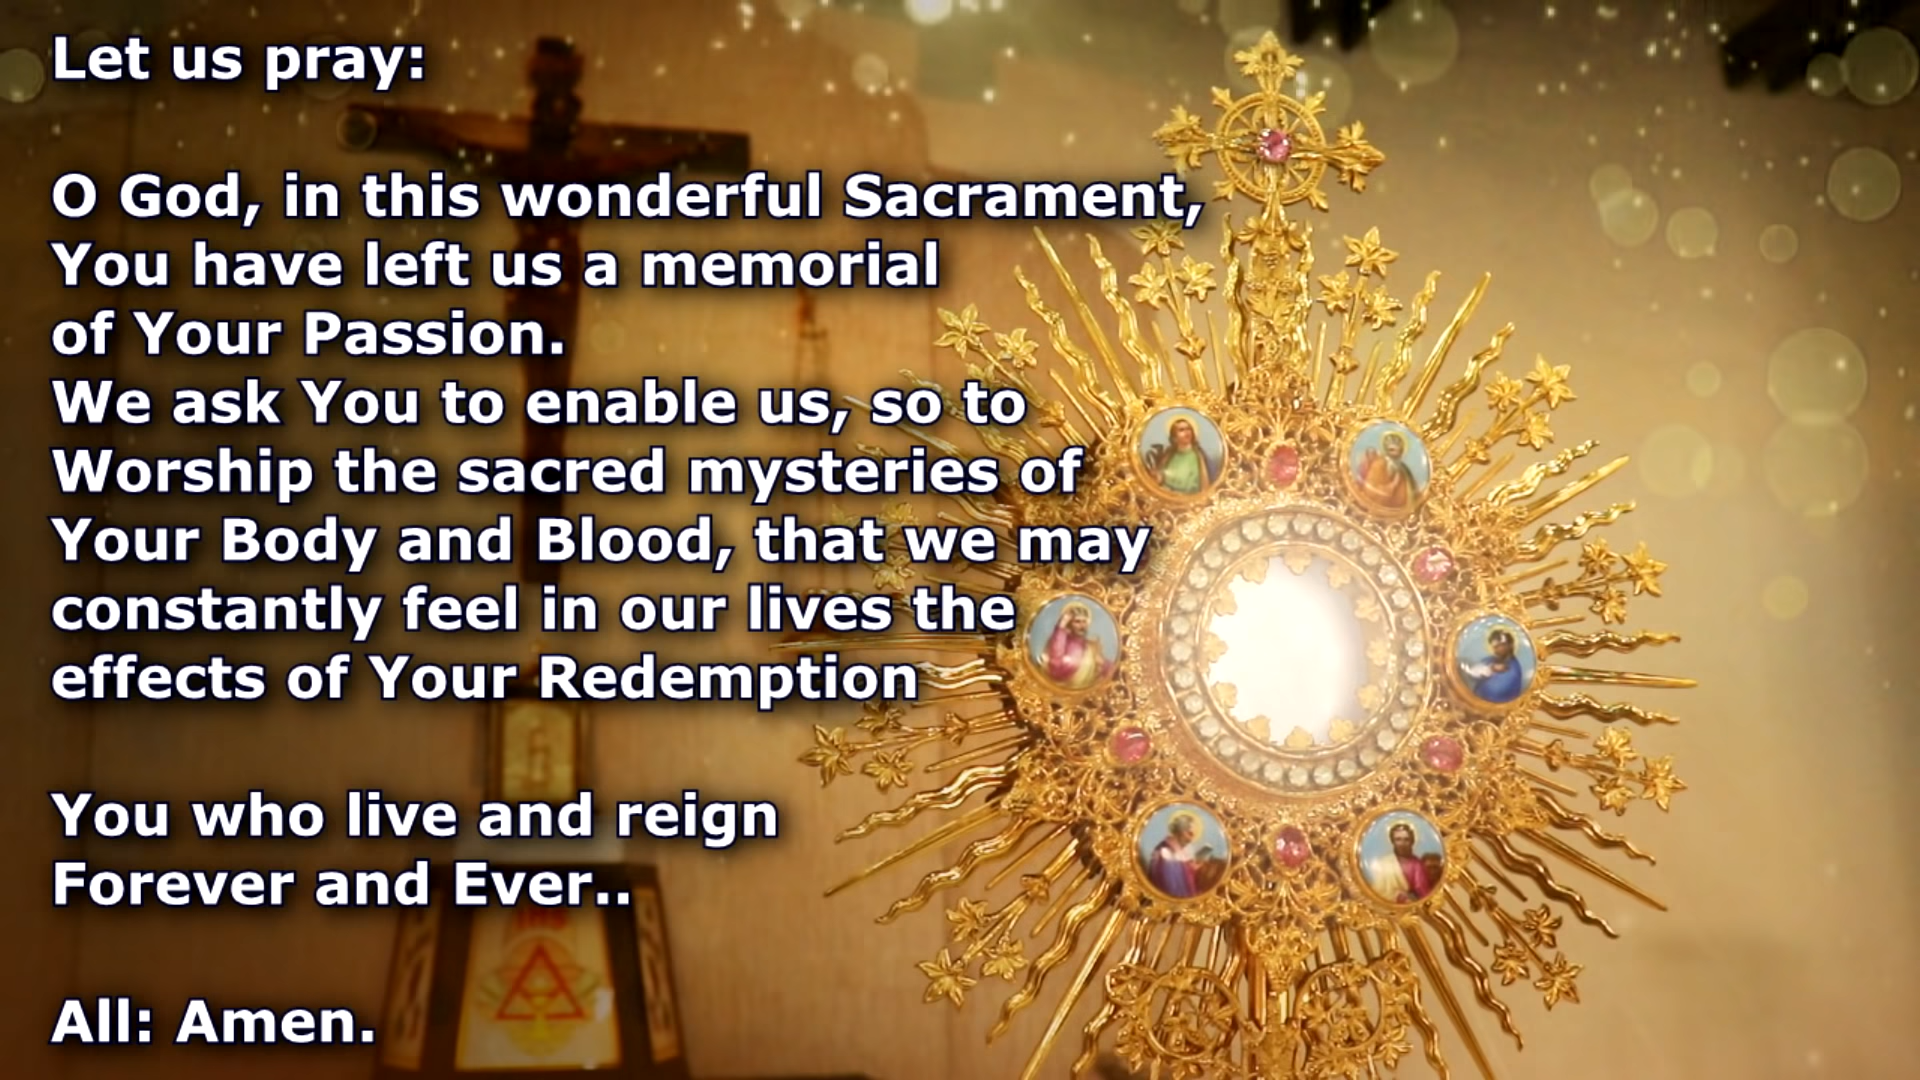 Let us pray:
O God, in this wonderful Sacrament,
You have left us a memorial
of Your Passion.
We ask You to enable us, so to
Worship the sacred mysteries of
Your Body and Blood, that we may
constantly feel in our lives the
effects of Your Redemption
You who live and reign
Forever and Ever..
All: Amen.
IHS